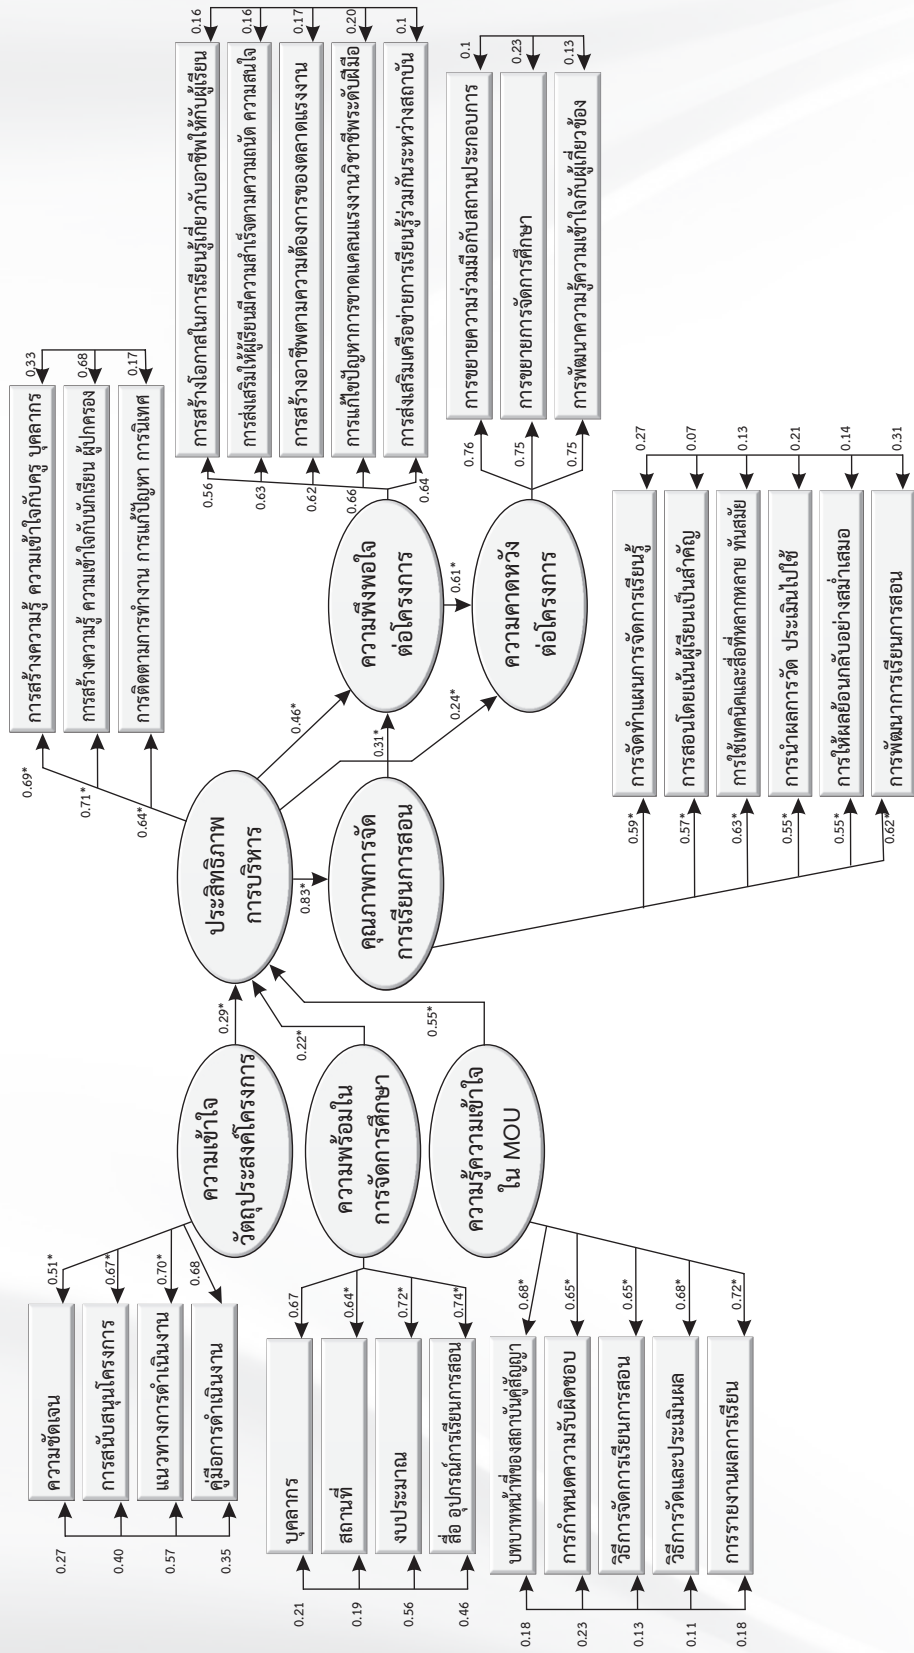 ความชัดเจน
การสนับสนุนโครงการ
แนวทางการดำเนินงาน
คู่มือการดำเนินงาน
0.27
0.40
0.57
0.35
0.51*
0.67*
0.70*
0.68
บุคลากร
สถานที่
งบประมาณ
สื่อ อุปกรณ์การเรียนการสอน
0.21
0.19
0.56
0.46
0.67
0.64*
0.72*
0.74*
บทบาทหน้าที่ของสถาบันคู่สัญญา
การกำหนดความรับผิดชอบ
วิธีการจัดการเรียนการสอน
วิธีการวัดและประเมินผล
การรายงานผลการเรียน
0.18
0.23
0.13
0.11
0.18
0.68*
0.65*
0.65*
0.68*
0.72*
ความเข้าใจ
วัตถุประสงค์โครงการ
ความพร้อมใน
การจัดการศึกษา
ความรู้ความเข้าใจ
ใน MOU
0.29*
0.22*
0.55*
ประสิทธิภาพ
การบริหาร
0.83*
คุณภาพการจัด
การเรียนการสอน
0.46*
0.31*
0.24*
ความพึงพอใจ
ต่อโครงการ
0.61*
ความคาดหวัง
ต่อโครงการ
0.69*
0.71*
0.64*
การสร้างความรู้ ความเข้าใจกับครู บุคลากร
การสร้างความรู้ ความเข้าใจกับนักเรียน ผู้ปกครอง
การติดตามการทำงาน การแก้ปัญหา การนิเทศ
0.33
0.68
0.17
0.56
0.63
0.62
0.66
0.64
การสร้างโอกาสในการเรียนรู้เกี่ยวกับอาชีพให้กับผู้เรียน
การส่งเสริมให้ผู้เรียนมีความสำเร็จตามความถนัด ความสนใจ
การสร้างอาชีพตามความต้องการของตลาดแรงงาน
การแก้ไขปัญหาการขาดแคลนแรงงานวิชาชีพระดับฝีมือ
การส่งเสริมเครือข่ายการเรียนรู้ร่วมกันระหว่างสถาบัน
0.16
0.16
0.17
0.20
0.1
0.76
0.75
0.75
การขยายความร่วมมือกับสถานประกอบการ
การขยายการจัดการศึกษา
การพัฒนาความรู้ความเข้าใจกับผู้เกี่ยวข้อง
0.1
0.23
0.13
0.59*
0.57*
0.63*
0.55*
0.55*
0.62*
การจัดทำแผนการจัดการเรียนรู้
การสอนโดยเน้นผู้เรียนเป็นสำคัญ
การใช้เทคนิคและสื่อที่หลากหลาย ทันสมัย
การนำผลการวัด ประเมินไปใช้
การให้ผลย้อนกลับอย่างสม่ำเสมอ
การพัฒนาการเรียนการสอน
0.27
0.07
0.13
0.21
0.14
0.31